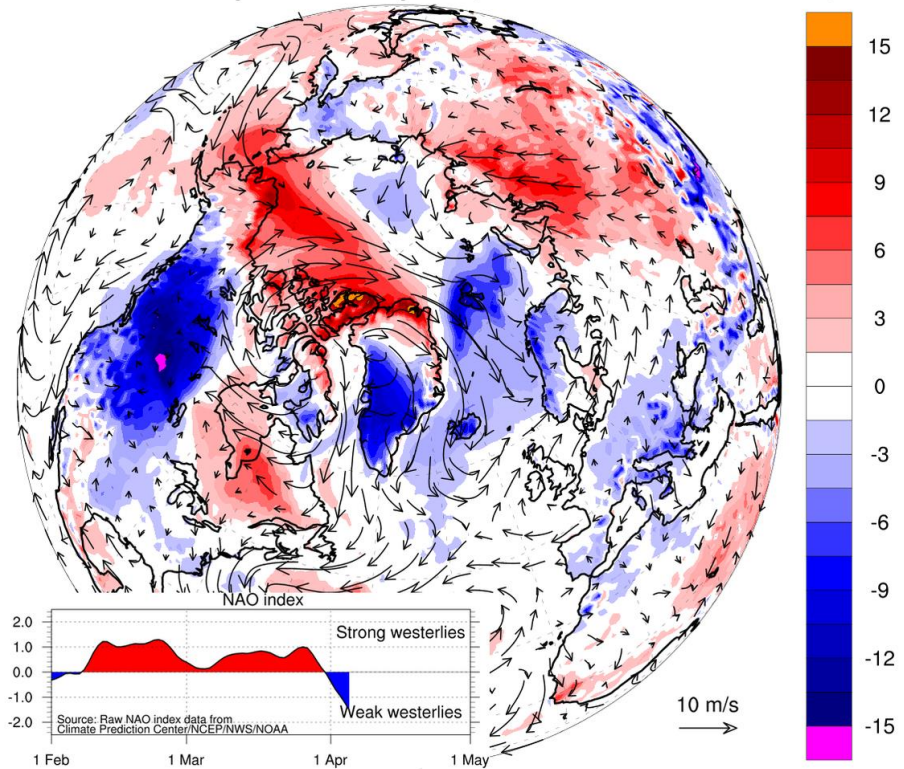 15
12
9
6
3
0
-3
-6
-9
-12
-15
10 m/s
NAO index
2.0
1.0
0.0
-1.0
-2.0
Strong westerlies
Weak westerlies
Source: Raw NAO index data from
Climate Prediction Center/NCEP/NWS/NOAA
1 Feb
1 Mar
1 Apr
1 May